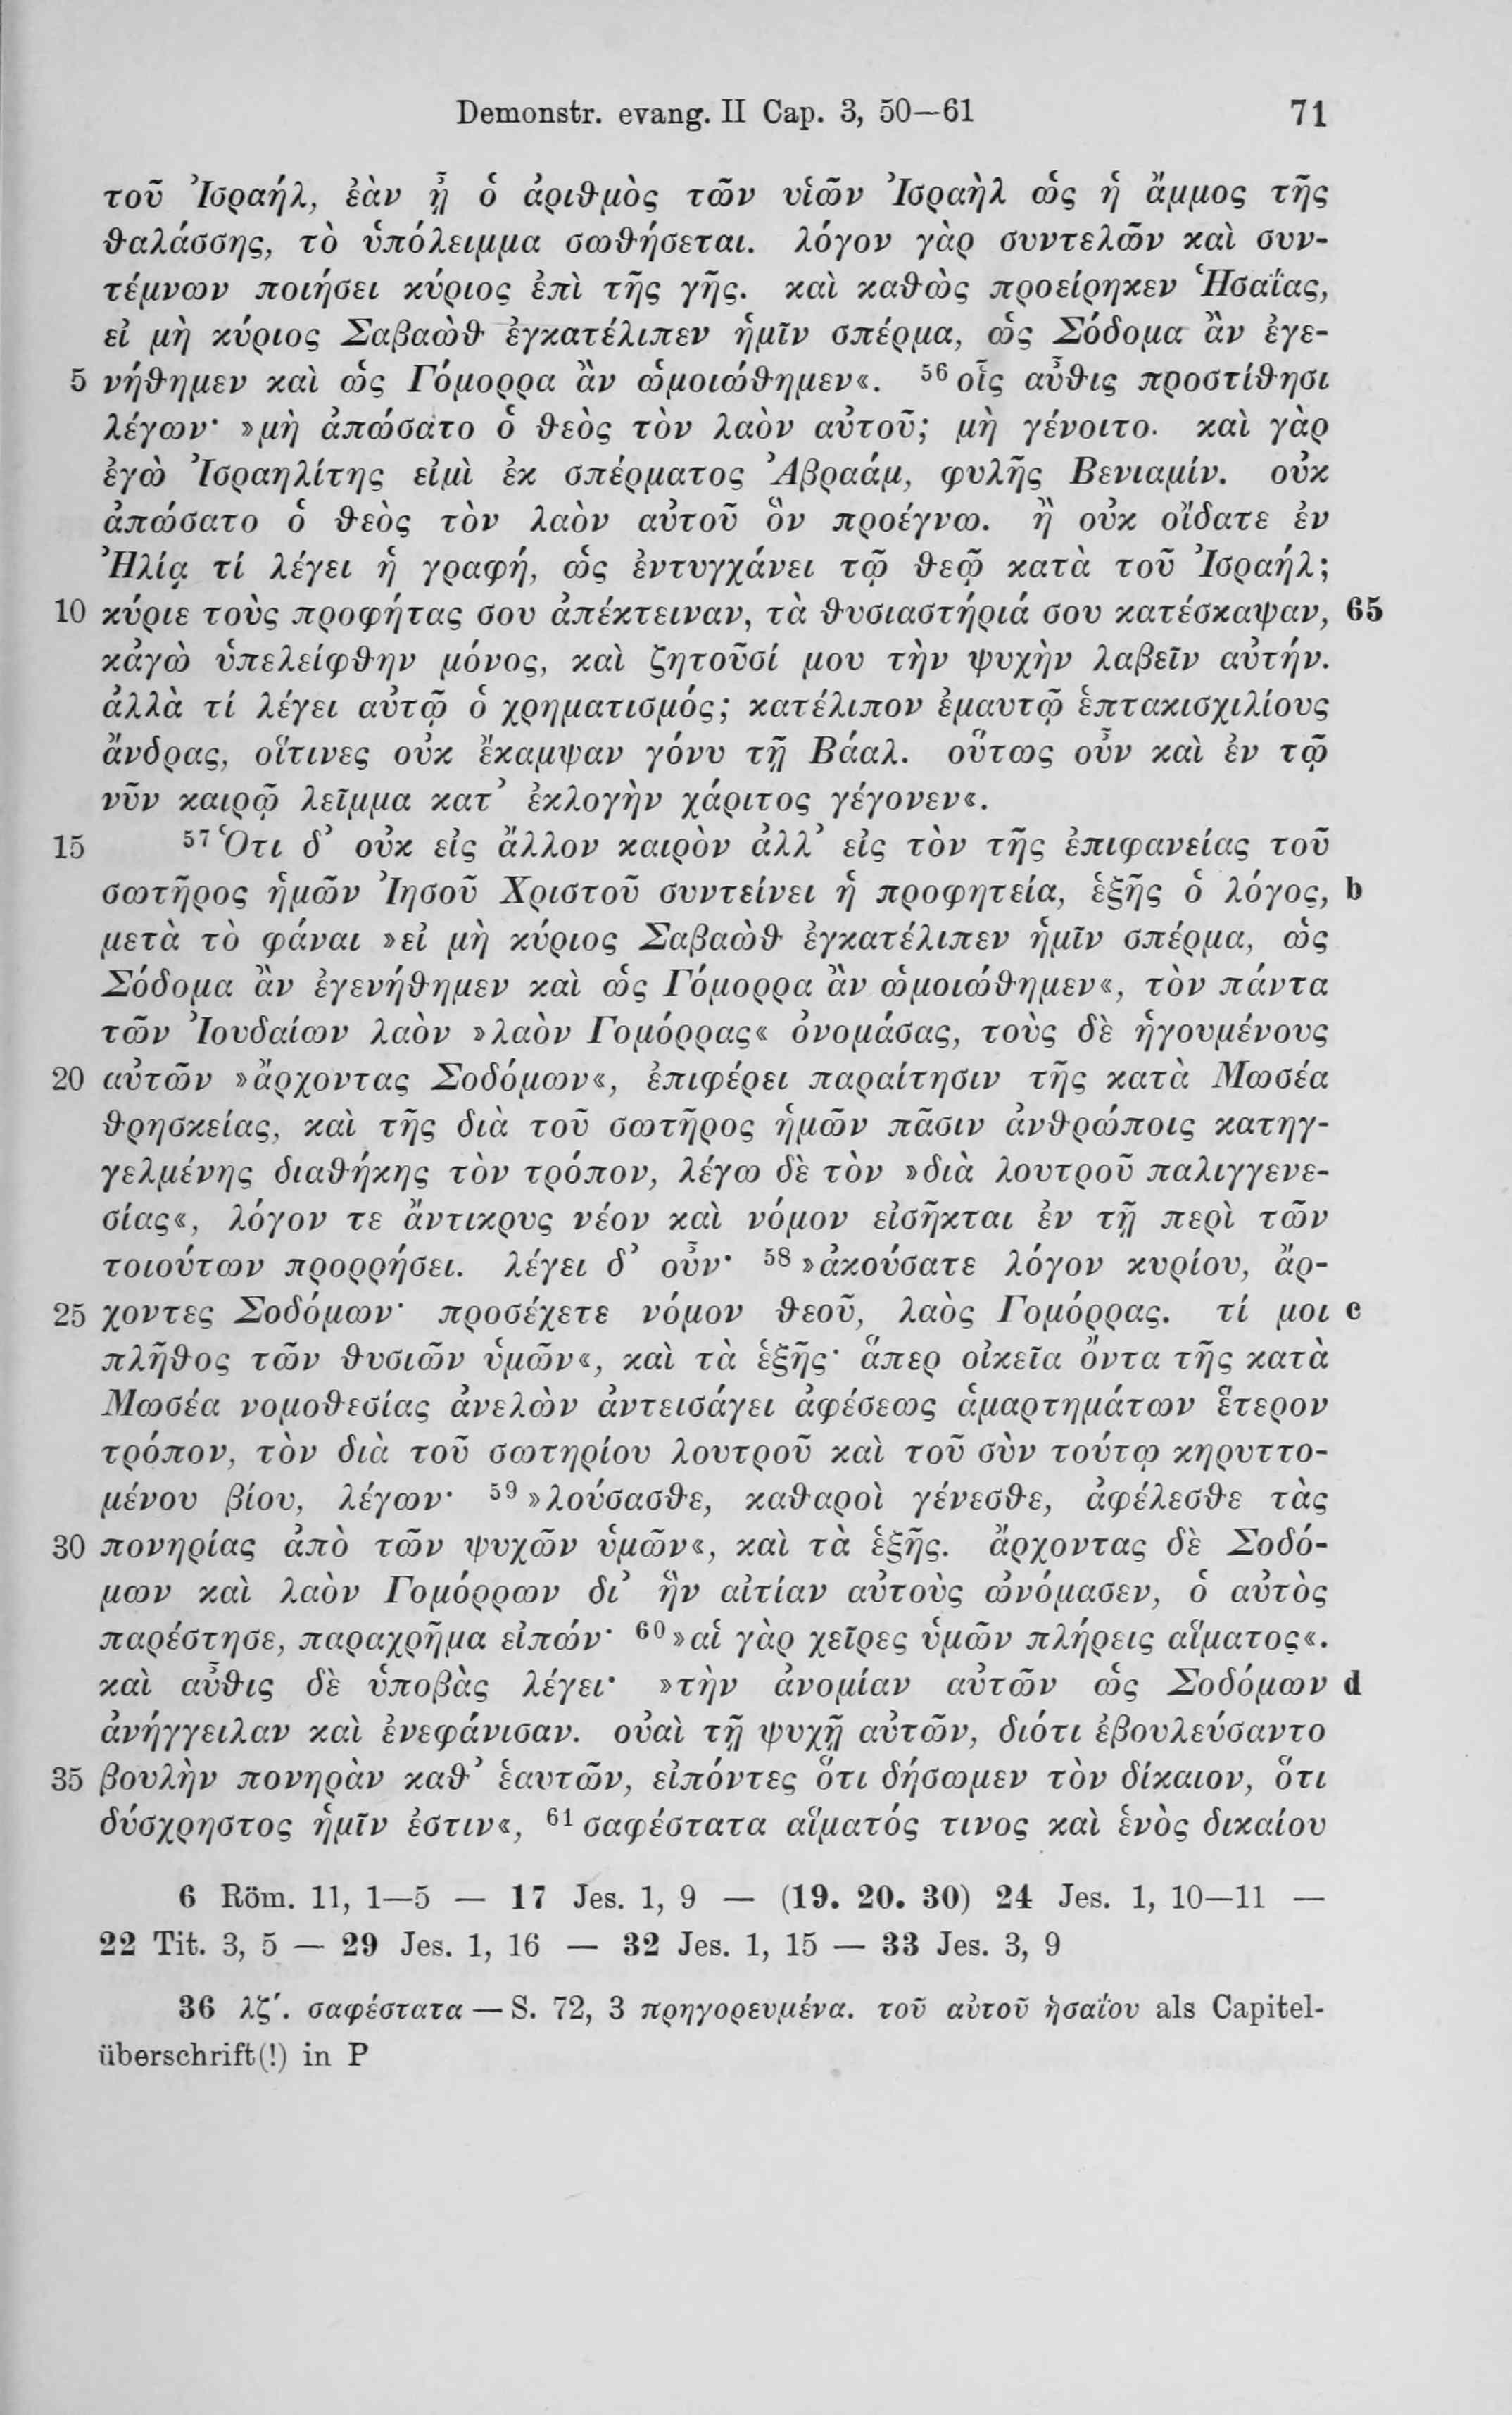 Demonstr. evang. II Cap. 3, 50—61 71
τοῦ Ἰσραήλ, ἐὰν ᾖ ὁ ἀριθμὸς τῶν υἱῶν Ἰσραὴλ ὡς ἡ ἄμμος τῆς
θαλάσσης, τὸ ὑπόλειμμα σωθήσεται. λόγον γὰρ συντελῶν καὶ συν-
τέμνων ποιήσει κύριος ἐπὶ τῆς γῆς. καὶ καθὼς προείρηκεν Ἡσαΐας,
εἰ μὴ κύριος Σαβαὼθ ἐγκατέλιπεν ἡμῖν σπέρμα, ὡς Σόδομα ἂν ἐγε-
5 νήθημεν καὶ ὡς Γόμορρα ἂν ὡμοιώθημεν«. 56 οἷς αὖθις προστίθησι
λέγων· »μὴ ἀπώσατο ὁ θεὸς τὸν λαὸν αὐτοῦ; μὴ γένοιτο. καὶ γὰρ
ἐγὼ Ἰσραηλίτης εἰμὶ ἐκ σπέρματος Ἀβραάμ, φυλῆς Βενιαμίν. οὐκ
ἀπώσατο ὁ θεὸς τὸν λαὸν αὐτοῦ ὃν προέγνω. ἢ οὐκ οἴδατε ἐν
Ἠλίᾳ τί λέγει ἡ γραφή, ὡς ἐντυγχάνει τῷ θεῷ κατὰ τοῦ Ἰσραήλ;
10 κύριε τοὺς προφήτας σου ἀπέκτειναν, τὰ θυσιαστήριά σου κατέσκαψαν, 65
κἀγὼ ὑπελείφθην μόνος, καὶ ζητοῦσί μου τὴν ψυχὴν λαβεῖν αὐτήν.
ἀλλὰ τί λέγει αὐτῷ ὁ χρηματισμός; κατέλιπον ἐμαυτῷ ἑπτακισχιλίους
ἄνδρας, οἵτινες οὐκ ἔκαμψαν γόνυ τῇ Βάαλ. οὕτως οὖν καὶ ἐν τῷ
νῦν καιρῷ λεῖμμα κατ’ ἐκλογὴν χάριτος γέγονεν«.
15 57 Ὅτι δ’ οὐκ εἰς ἄλλον καιρὸν ἀλλ’ εἰς τὸν τῆς ἐπιφανείας τοῦ
σωτῆρος ἡμῶν Ἰησοῦ Χριστοῦ συντείνει ἡ προφητεία, ἑξῆς ὁ λόγος, b
μετὰ τὸ φάναι »εἰ μὴ κύριος Σαβαὼθ ἐγκατέλιπεν ἡμῖν σπέρμα, ὡς
Σόδομα ἂν ἐγενήθημεν καὶ ὡς Γόμορρα ἂν ὡμοιώθημεν«, τὸν πάντα
τῶν Ἰουδαίων λαὸν »λαὸν Γομόρρας« ὀνομάσας, τοὺς δὲ ἡγουμένους
20 αὐτῶν »ἄρχοντας Σοδόμων«, ἐπιφέρει παραίτησιν τῆς κατὰ Μωσέα
θρησκείας, καὶ τῆς διὰ τοῦ σωτῆρος ἡμῶν πᾶσιν ἀνθρώποις κατηγ-
γελμένης διαθήκης τὸν τρόπον, λέγω δὲ τὸν »διὰ λουτροῦ παλιγγενε-
σίας«, λόγον τε ἄντικρυς νέον καὶ νόμον εἰσῆκται ἐν τῇ περὶ τῶν
τοιούτων προρρήσει. λέγει δ’ οὖν· 58 »ἀκούσατε λόγον κυρίου, ἄρ-
25 χοντες Σοδόμων· προσέχετε νόμον θεοῦ, λαὸς Γομόρρας. τί μοι c
πλῆθος τῶν θυσιῶν ὑμῶν«, καὶ τὰ ἑξῆς· ἅπερ οἰκεῖα ὄντα τῆς κατὰ
Μωσέα νομοθεσίας ἀνελὼν ἀντεισάγει ἀφέσεως ἁμαρτημάτων ἕτερον
τρόπον, τὸν διὰ τοῦ σωτηρίου λουτροῦ καὶ τοῦ σὺν τούτῳ κηρυττο-
μένου βίου, λέγων· 59 »λούσασθε, καθαροὶ γένεσθε, ἀφέλεσθε τὰς
30 πονηρίας ἀπὸ τῶν ψυχῶν ὑμῶν«, καὶ τὰ ἑξῆς. ἄρχοντας δὲ Σοδό-
μων καὶ λαὸν Γομόρρων δι’ ἣν αἰτίαν αὐτοὺς ὠνόμασεν, ὁ αὐτὸς
παρέστησε, παραχρῆμα εἰπών· 60 »αἱ γὰρ χεῖρες ὑμῶν πλήρεις αἵματος«.
καὶ αὖθις δὲ ὑποβὰς λέγει· »τὴν ἀνομίαν αὐτῶν ὡς Σοδόμων d
ἀνήγγειλαν καὶ ἐνεφάνισαν. οὐαὶ τῇ ψυχῇ αὐτῶν, διότι ἐβουλεύσαντο
35 βουλὴν πονηρὰν καθ’ ἑαυτῶν, εἰπόντες ὅτι δήσωμεν τὸν δίκαιον, ὅτι
δύσχρηστος ἡμῖν ἐστιν«, 61 σαφέστατα αἵματός τινος καὶ ἑνὸς δικαίου
6 Röm. 11, 1—5 — 17 Jes. 1, 9 — (19. 20. 30) 24 Jes. 1, 10—11 —
22 Tit. 3, 5 — 29 Jes. 1, 16 — 32 Jes. 1, 15 — 33 Jes. 3, 9
36 λζ΄. σαφέστατα — S. 72, 3 πρηγορευμένα. τοῦ αὐτοῦ ἠσαΐου als Capitel-
überschrift(!) in P